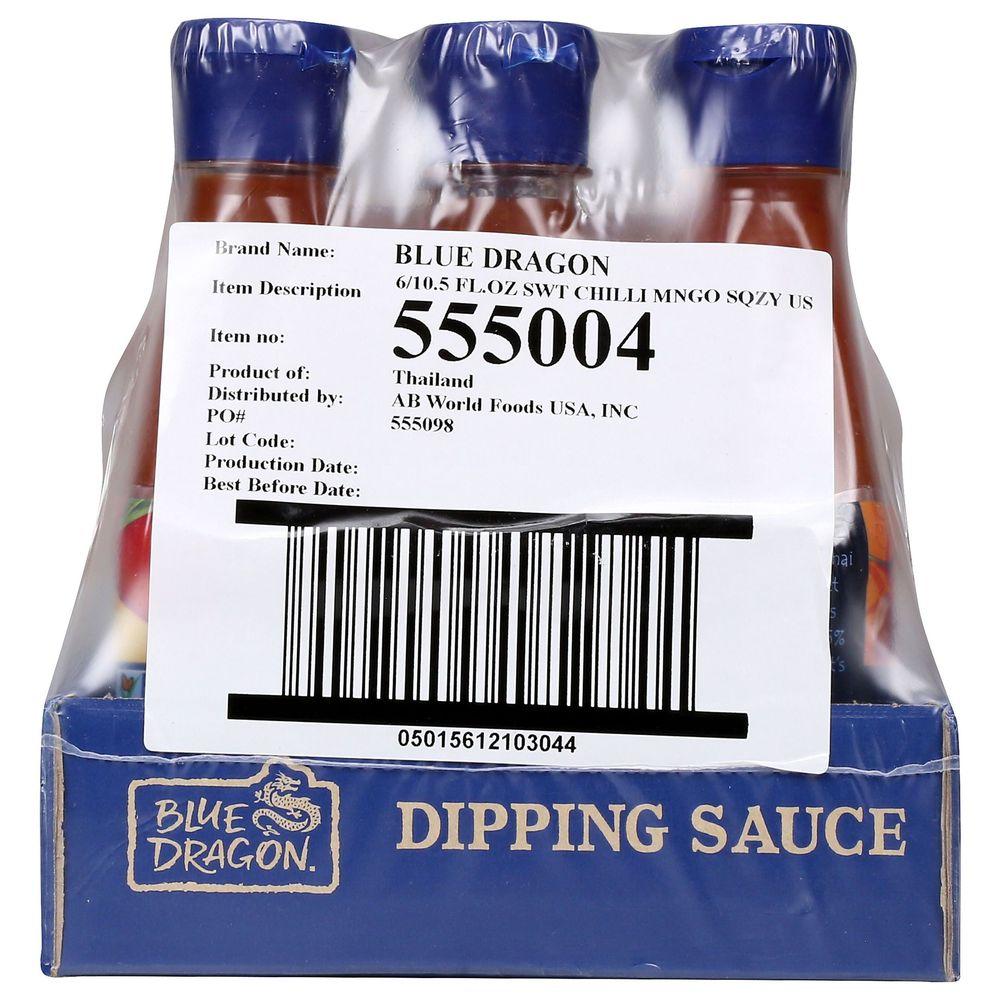 Brand Name: BLUE DRAGON
Item Description 6/10.5 FL.OZ SWT CHILLI MNGO SQZY US
Item no: 555004
Product of: Thailand
Distributed by: AB World Foods USA, INC
PO# 555098
Lot Code:
Production Date:
Best Before Date:
05015612103044
BLUE
DRAGON.
DIPPING SAUCE